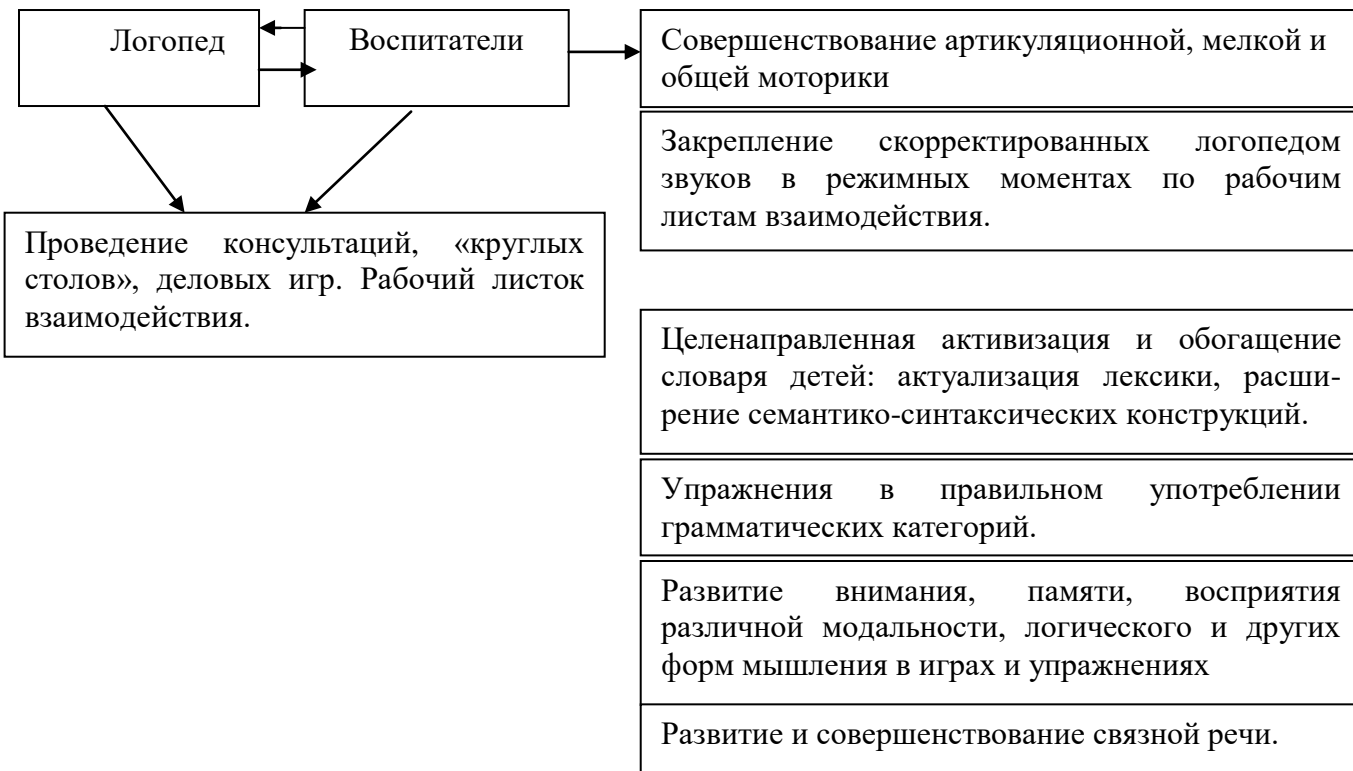 Логопед
Воспитатели
Совершенствование артикуляционной, мелкой и
общей моторики
Закрепление скорректированных логопедом
звуков в режимных моментах по рабочим
листам взаимодействия.
Проведение консультаций, «круглых
столов», деловых игр. Рабочий листок
взаимодействия.
Целенаправленная активизация и обогащение
словаря детей: актуализация лексики, расши-
рение семантико-синтаксических конструкций.
Упражнения в правильном употреблении
грамматических категорий.
Развитие внимания, памяти, восприятия
различной модальности, логического и других
форм мышления в играх и упражнениях
Развитие и совершенствование связной речи.